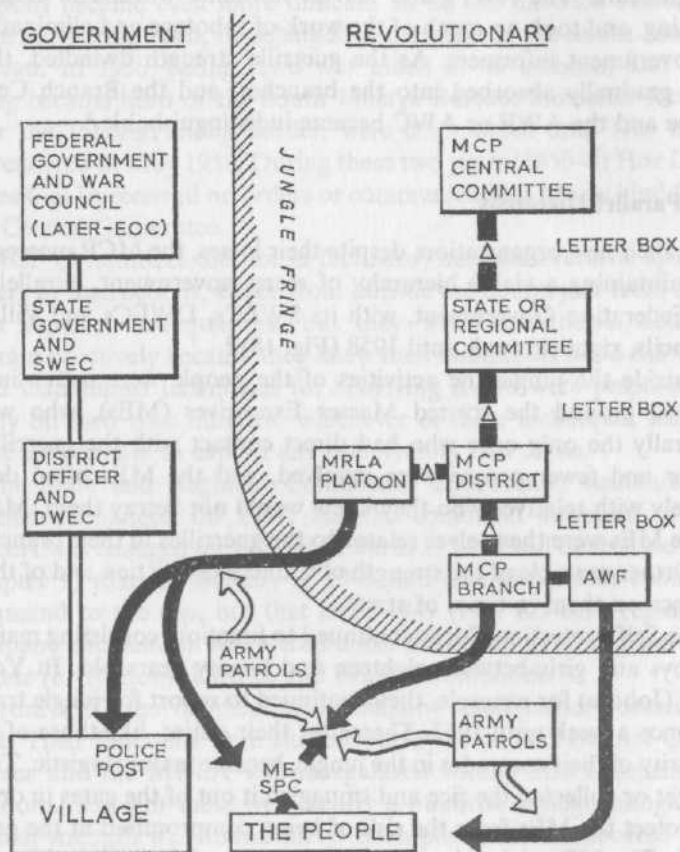 GOVERNMENT
REVOLUTIONARY
FEDERAL
GOVERNMENT
AND WAR
COUNCIL
(LATER-EOC)
JUNGLE FRINGE
MCP
CENTRAL
COMMITTEE
LETTER BOX
STATE
GOVERNMENT
AND
SWEC
STATE OR
REGIONAL
COMMITTEE
LETTER BOX
DISTRICT
OFFICER
AND
DWEC
MRLA
PLATOON
MCP
DISTRICT
LETTER BOX
MCP
BRANCH
AWF
ARMY
PATROLS
ARMY
PATROLS
POLICE
POST
ME
SPC
VILLAGE
THE PEOPLE